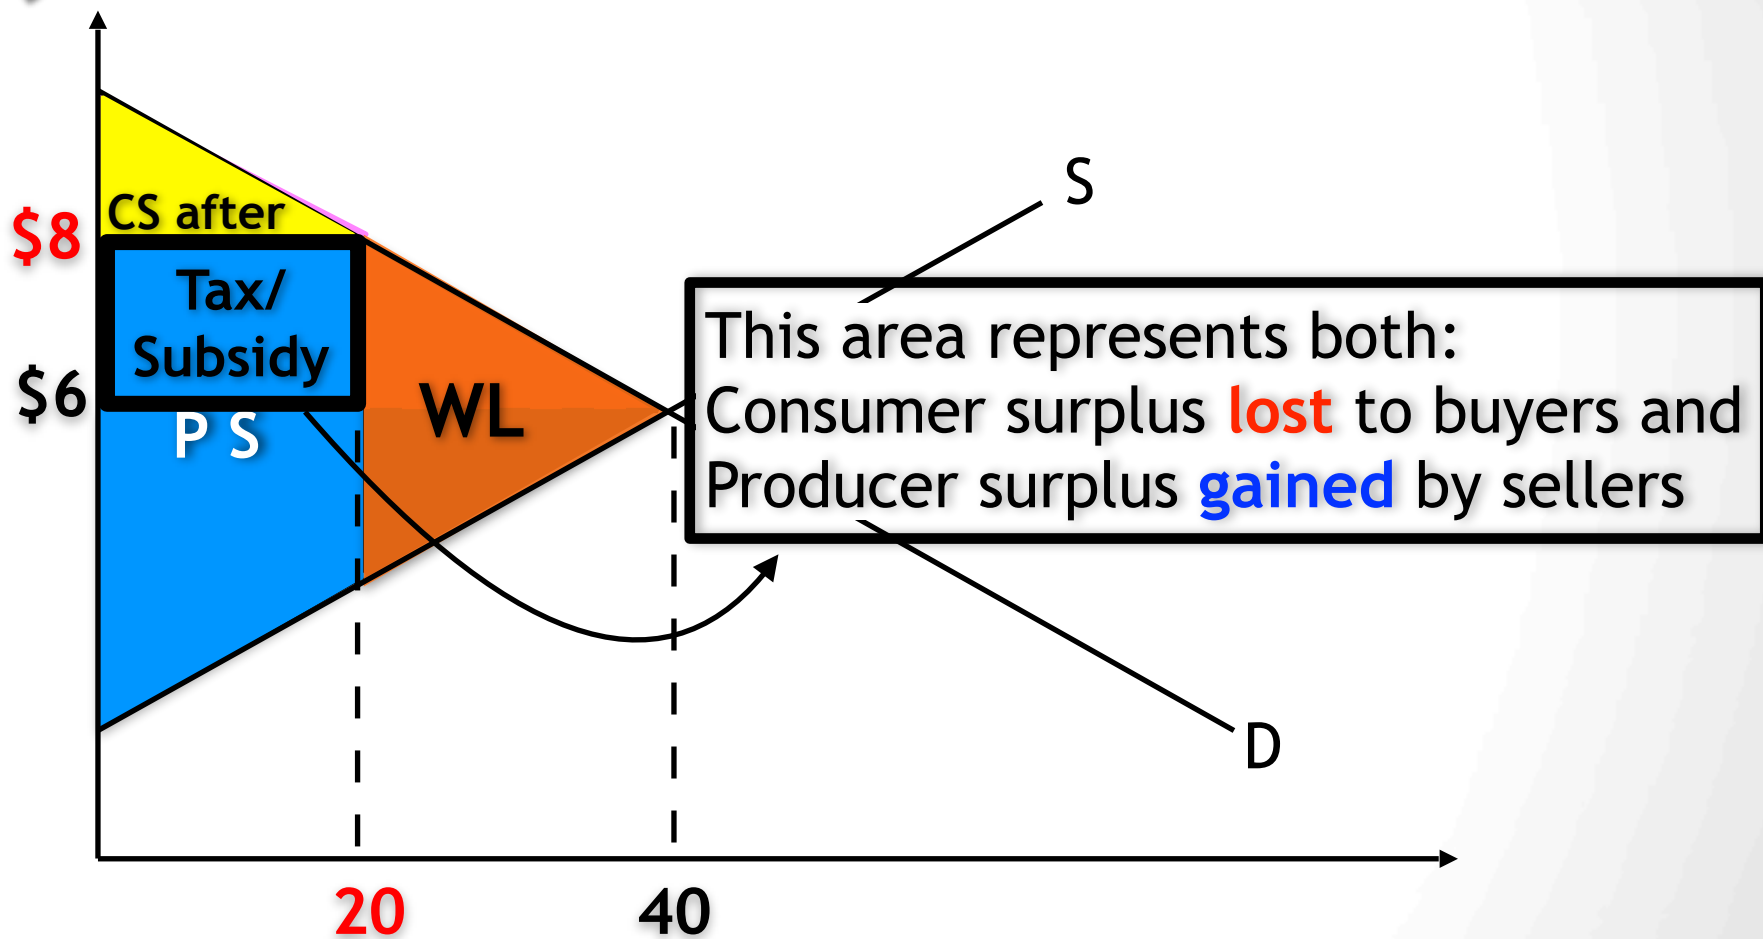 S
$8
CS after
Tax/
Subsidy
$6
P S
WL
This area represents both:
Consumer surplus lost to buyers and
Producer surplus gained by sellers
D
20
40